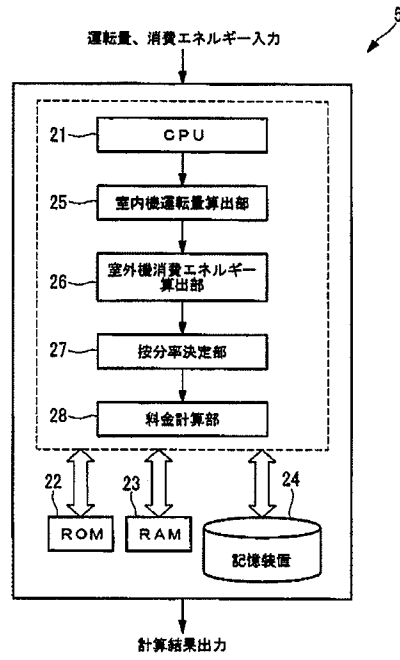 運転量、消費エネルギー入力
5
21
CPU
25
室内機運転量算出部
26
室外機消費エネルギー
算出部
27
按分率決定部
28
料金計算部
22
ROM
23
RAM
24
記憶装置
計算結果出力